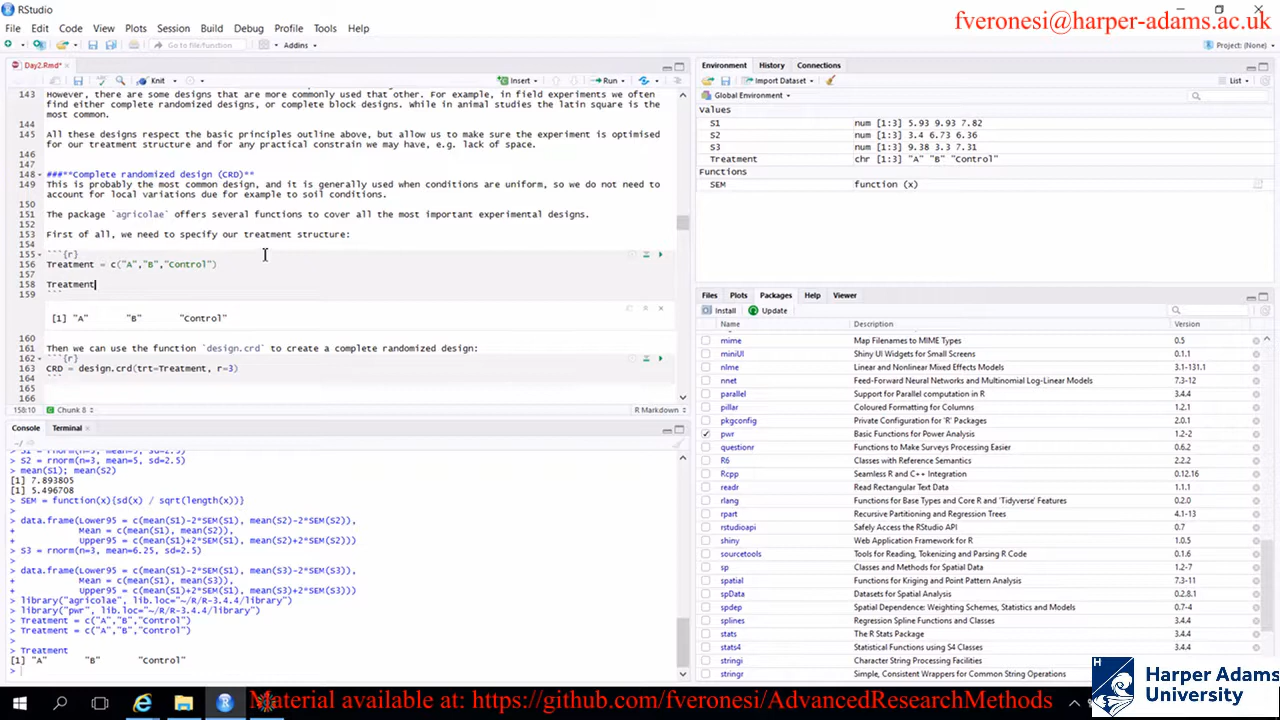 RStudio
fveronesi@harper-adams.ac.uk
File Edit Code View Plots Session Build Debug Profile Tools Help
Go to file/function Addins Project: (None)
Day2.Rmd*
Knit Insert Run
143 However, there are some designs that are more commonly used that other. For example, in field experiments we often
find either complete randomized designs, or complete block designs. While in animal studies the latin square is the
most common.
144
145 All these designs respect the basic principles outline above, but allow us to make sure the experiment is optimised
for our treatment structure and for any practical constrain we may have, e.g. lack of space.
146
147
148 ###**Complete randomized design (CRD)**
149 This is probably the most common design, and it is generally used when conditions are uniform, so we do not need to
account for local variations due for example to soil conditions.
150
151 The package `agricolae` offers several functions to cover all the most important experimental designs.
152
153 First of all, we need to specify our treatment structure:
154
155 ```{r}
156 Treatment = c("A","B","Control")
157
158 Treatment
159 ```
[1] "A" "B" "Control"
160
161 Then we can use the function `design.crd` to create a complete randomized design:
162 ```{r}
163 CRD = design.crd(trt=Treatment, r=3)
164 ```
165
166
158:10 Chunk 8 R Markdown
Console Terminal
~/
> S2 = rnorm(n=3, mean=5, sd=2.5)
> mean(S1); mean(S2)
[1] 7.893805
[1] 5.496708
> SEM = function(x){sd(x) / sqrt(length(x))}
>
> data.frame(Lower95 = c(mean(S1)-2*SEM(S1), mean(S2)-2*SEM(S2)),
+ Mean = c(mean(S1), mean(S2)),
+ Upper95 = c(mean(S1)+2*SEM(S1), mean(S2)+2*SEM(S2)))
> S3 = rnorm(n=3, mean=6.25, sd=2.5)
>
> data.frame(Lower95 = c(mean(S1)-2*SEM(S1), mean(S3)-2*SEM(S3)),
+ Mean = c(mean(S1), mean(S3)),
+ Upper95 = c(mean(S1)+2*SEM(S1), mean(S3)+2*SEM(S3)))
> library("agricolae", lib.loc="~/R/R-3.4.4/library")
> library("pwr", lib.loc="~/R/R-3.4.4/library")
> Treatment = c("A","B","Control")
> Treatment = c("A","B","Control")
>
> Treatment
[1] "A" "B" "Control"
>
Environment History Connections
Import Dataset List
Global Environment
Values
S1 num [1:3] 5.93 9.93 7.82
S2 num [1:3] 3.4 6.73 6.36
S3 num [1:3] 9.38 3.3 7.31
Treatment chr [1:3] "A" "B" "Control"
Functions
SEM function (x)
Files Plots Packages Help Viewer
Install Update
Name Description Version
mime Map Filenames to MIME Types 0.5
miniUI Shiny UI Widgets for Small Screens 0.1.1
nlme Linear and Nonlinear Mixed Effects Models 3.1-131.1
nnet Feed-Forward Neural Networks and Multinomial Log-Linear Models 7.3-12
parallel Support for Parallel computation in R 3.4.4
pillar Coloured Formatting for Columns 1.2.1
pkgconfig Private Configuration for 'R' Packages 2.0.1
pwr Basic Functions for Power Analysis 1.2-2
questionr Functions to Make Surveys Processing Easier 0.6.2
R6 Classes with Reference Semantics 2.2.2
Rcpp Seamless R and C++ Integration 0.12.16
readr Read Rectangular Text Data 1.1.1
rlang Functions for Base Types and Core R and 'Tidyverse' Features 0.2.0
rpart Recursive Partitioning and Regression Trees 4.1-13
rstudioapi Safely Access the RStudio API 0.7
shiny Web Application Framework for R 1.0.5
sourcetools Tools for Reading, Tokenizing and Parsing R Code 0.1.6
sp Classes and Methods for Spatial Data 1.2-7
spatial Functions for Kriging and Point Pattern Analysis 7.3-11
spData Datasets for Spatial Analysis 0.2.8.1
spdep Spatial Dependence: Weighting Schemes, Statistics and Models 0.7-4
splines Regression Spline Functions and Classes 3.4.4
stats The R Stats Package 3.4.4
stats4 Statistical Functions using S4 Classes 3.4.4
stringi Character String Processing Facilities
stringr Simple, Consistent Wrappers for Common String Operations
Material available at: https://github.com/fveronesi/AdvancedResearchMethods
Harper Adams
University